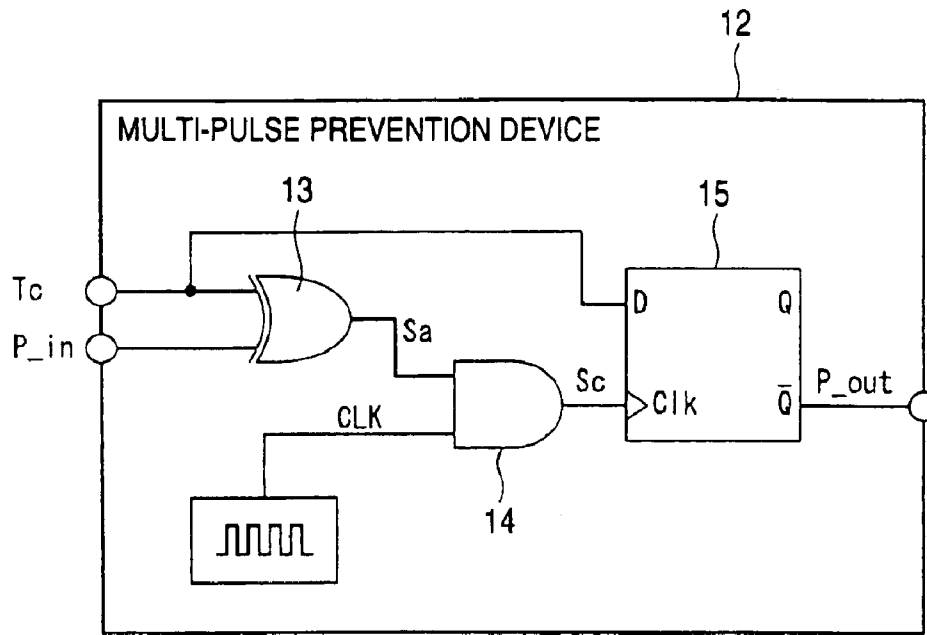 12
MULTI-PULSE PREVENTION DEVICE
13
15
Tc
D
Q
P_in
Sa
Sc
Clk
Q̅
P_out
CLK
14